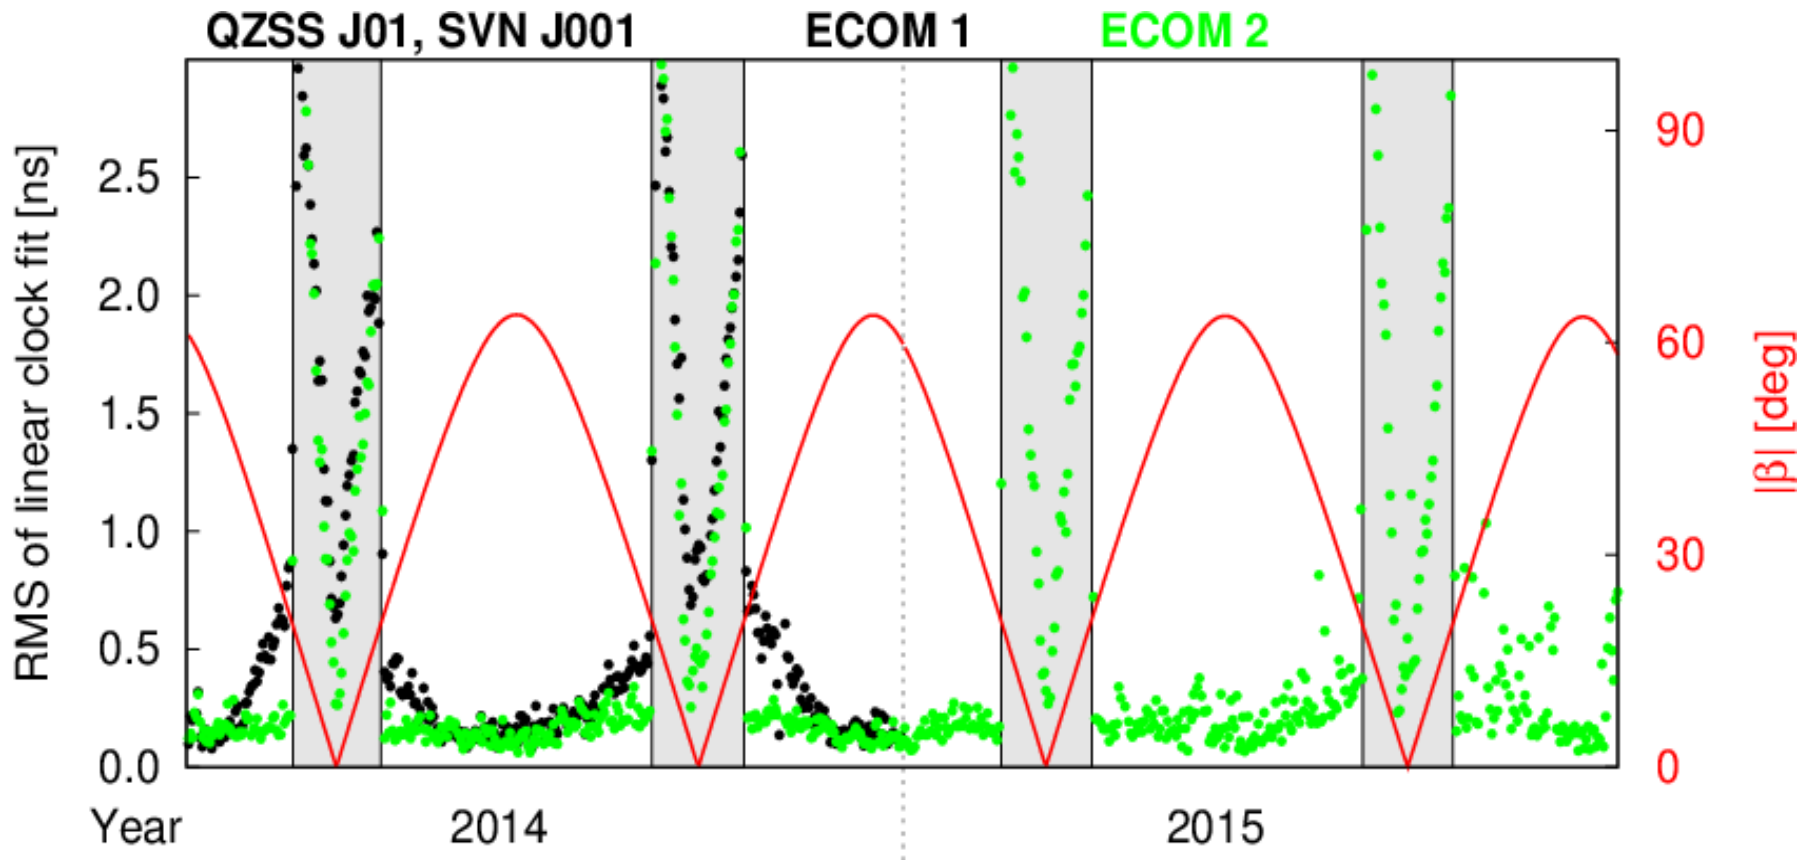 QZSS J01, SVN J001 ECOM 1 ECOM 2
RMS of linear clock fit [ns]
2.5
2.0
1.5
1.0
0.5
0.0
90
60
30
0
|β| [deg]
Year 2014 2015